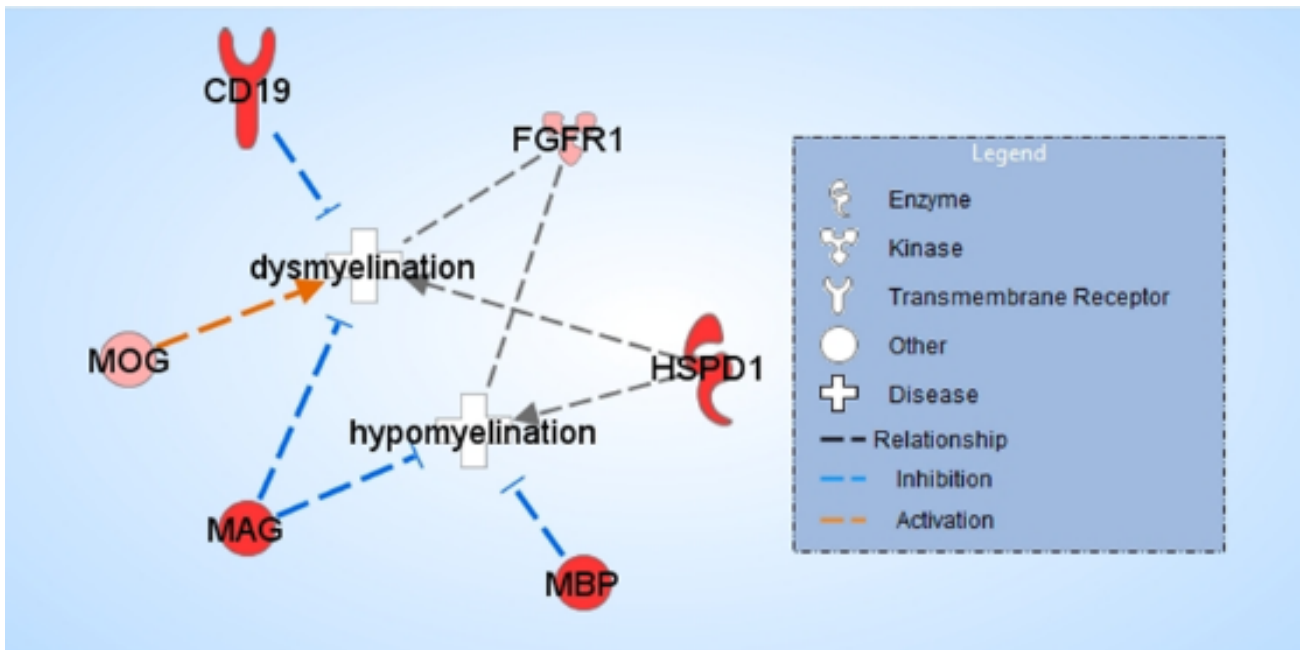 CD19
FGFR1
dysmyelination
MOG
HSPD1
hypomyelination
MAG
MBP
Legend
Enzyme
Kinase
Transmembrane Receptor
Other
Disease
Relationship
Inhibition
Activation